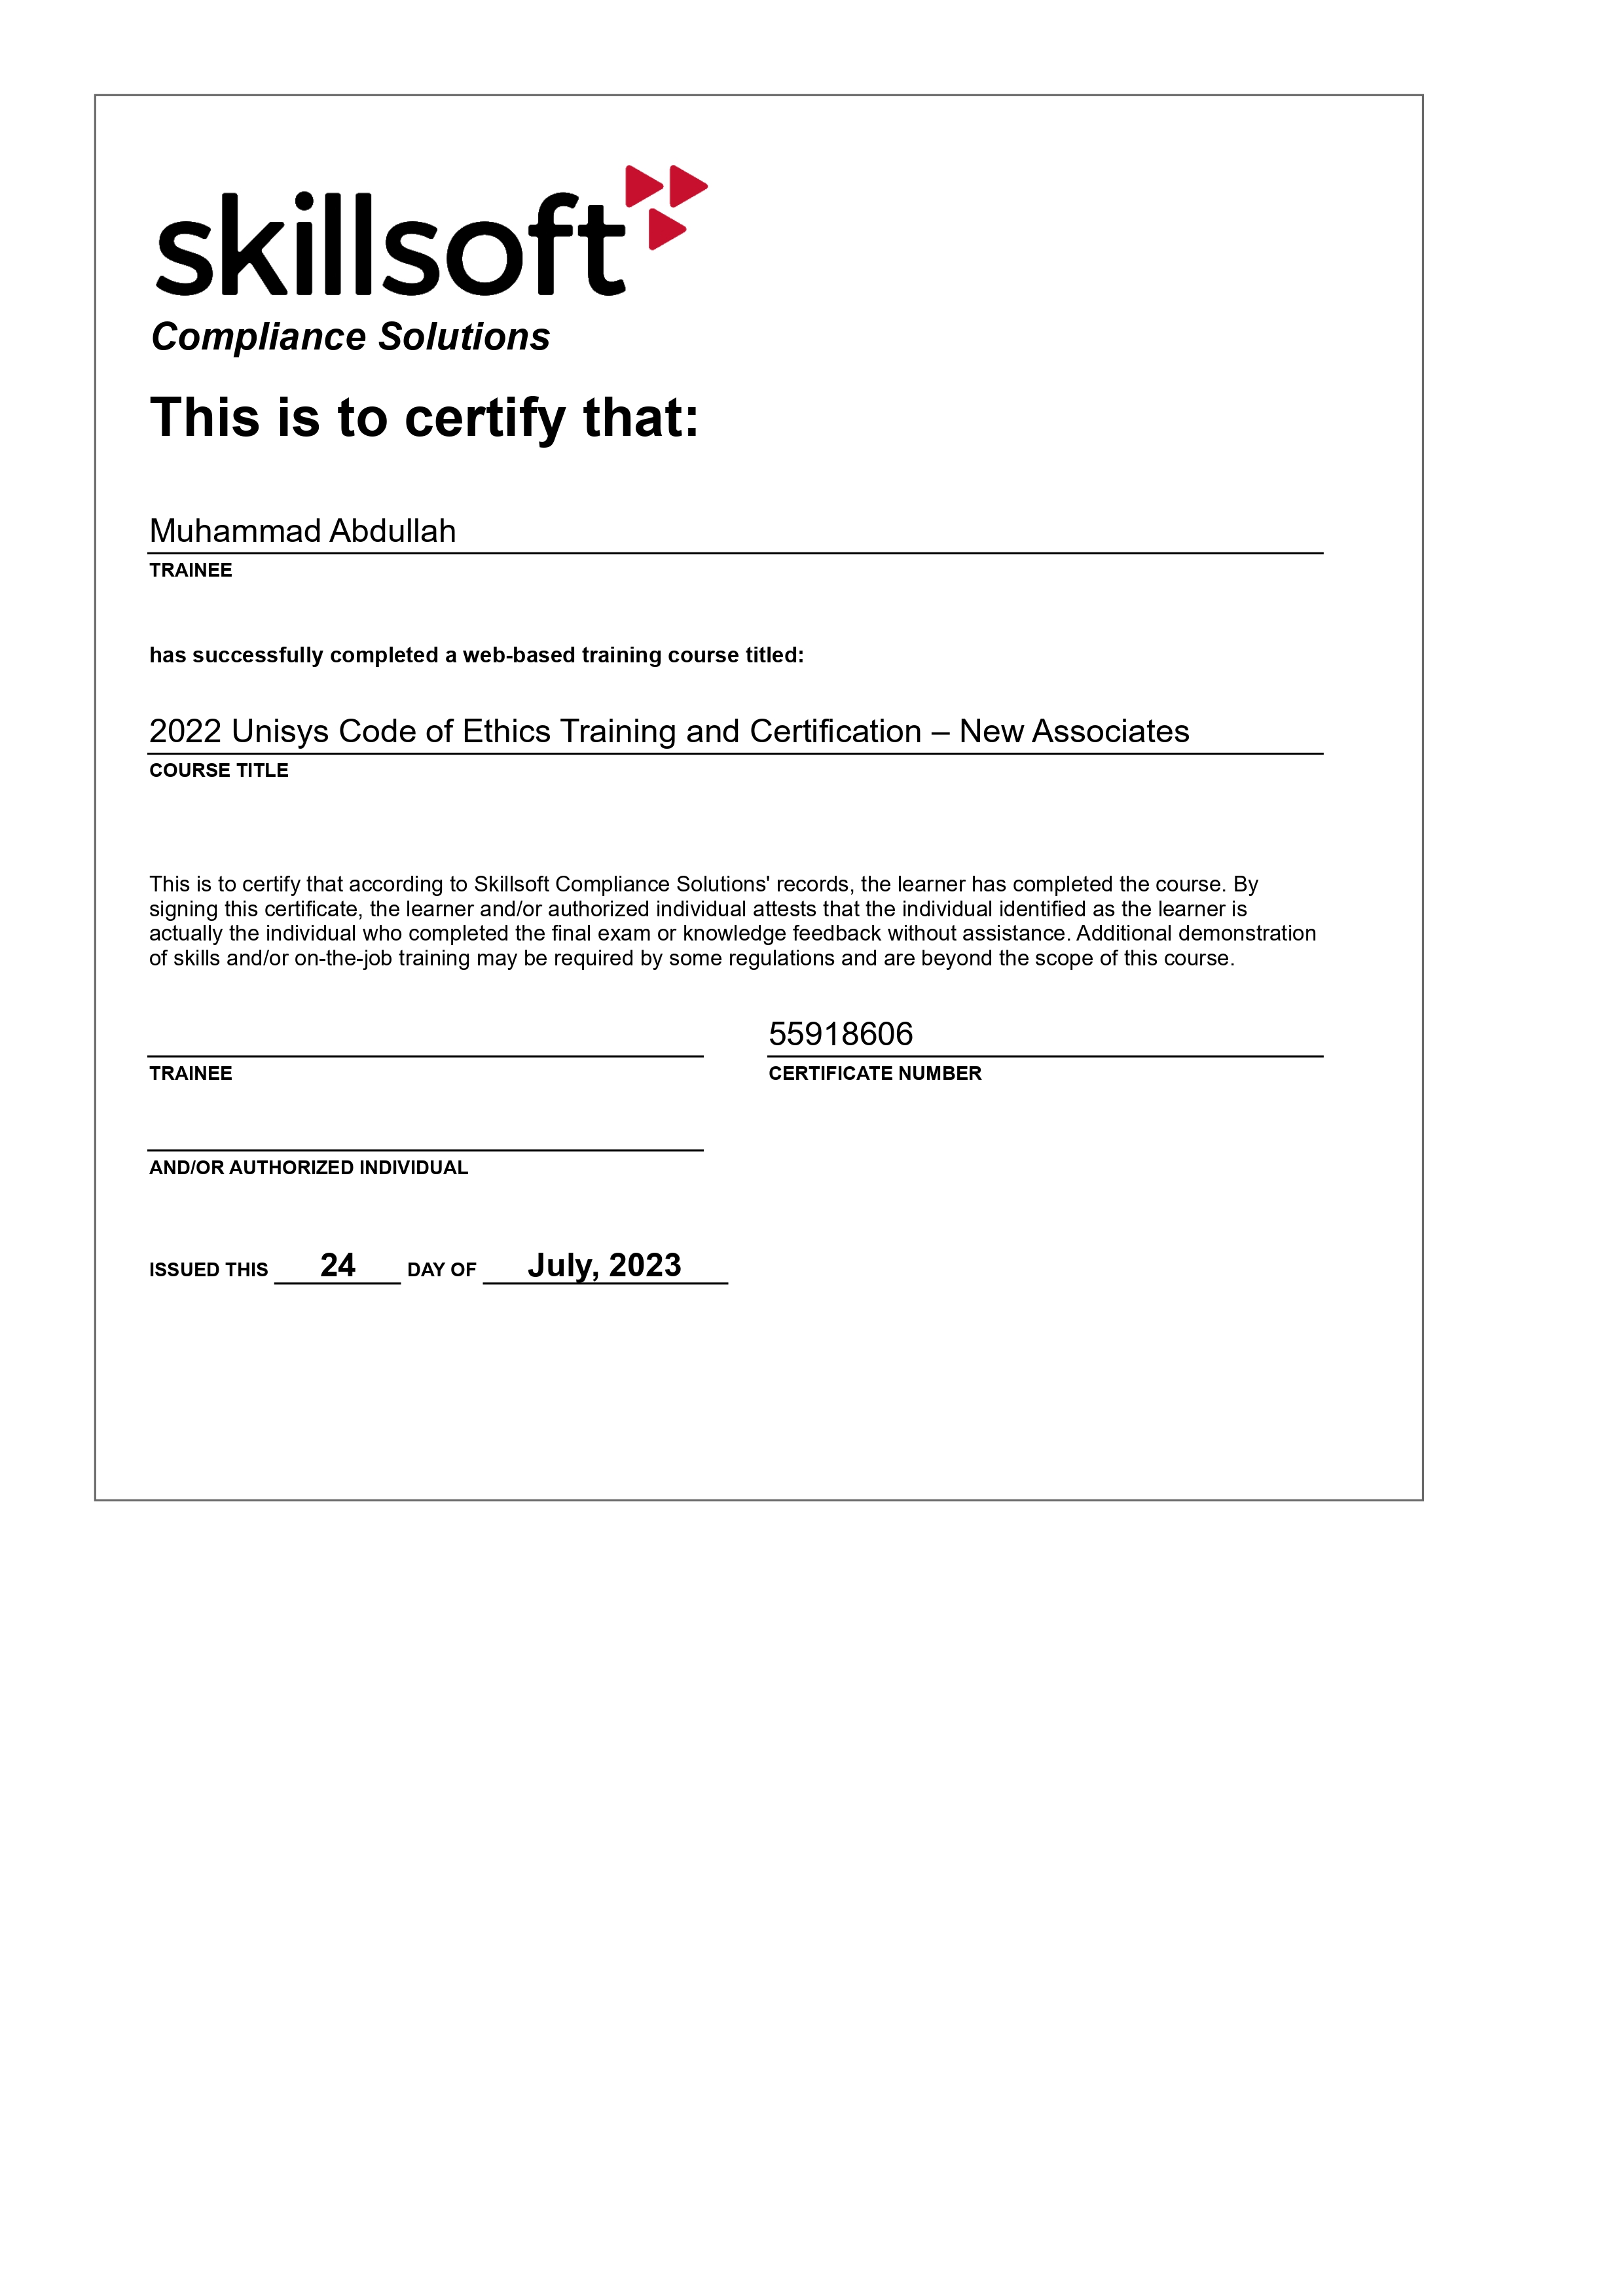 skillsoft
Compliance Solutions
This is to certify that:
Muhammad Abdullah
TRAINEE
has successfully completed a web-based training course titled:
2022 Unisys Code of Ethics Training and Certification – New Associates
COURSE TITLE
This is to certify that according to Skillsoft Compliance Solutions' records, the learner has completed the course. By
signing this certificate, the learner and/or authorized individual attests that the individual identified as the learner is
actually the individual who completed the final exam or knowledge feedback without assistance. Additional demonstration
of skills and/or on-the-job training may be required by some regulations and are beyond the scope of this course.
55918606
TRAINEE CERTIFICATE NUMBER
AND/OR AUTHORIZED INDIVIDUAL
ISSUED THIS 24 DAY OF July, 2023